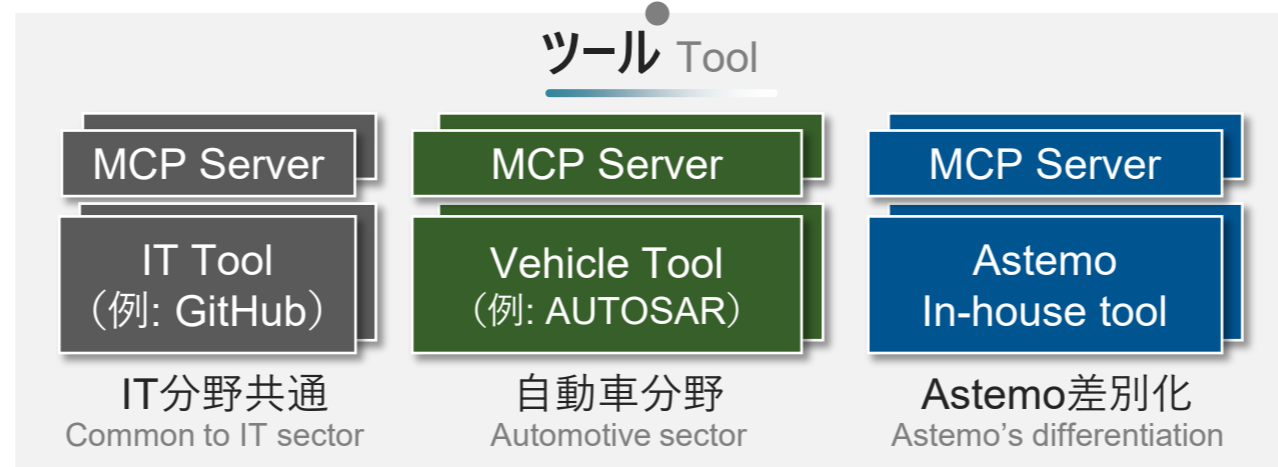 ツール Tool
MCP Server
IT Tool
（例: GitHub）
IT分野共通
Common to IT sector
MCP Server
Vehicle Tool
（例: AUTOSAR）
自動車分野
Automotive sector
MCP Server
Astemo
In-house tool
Astemo差別化
Astemo’s differentiation